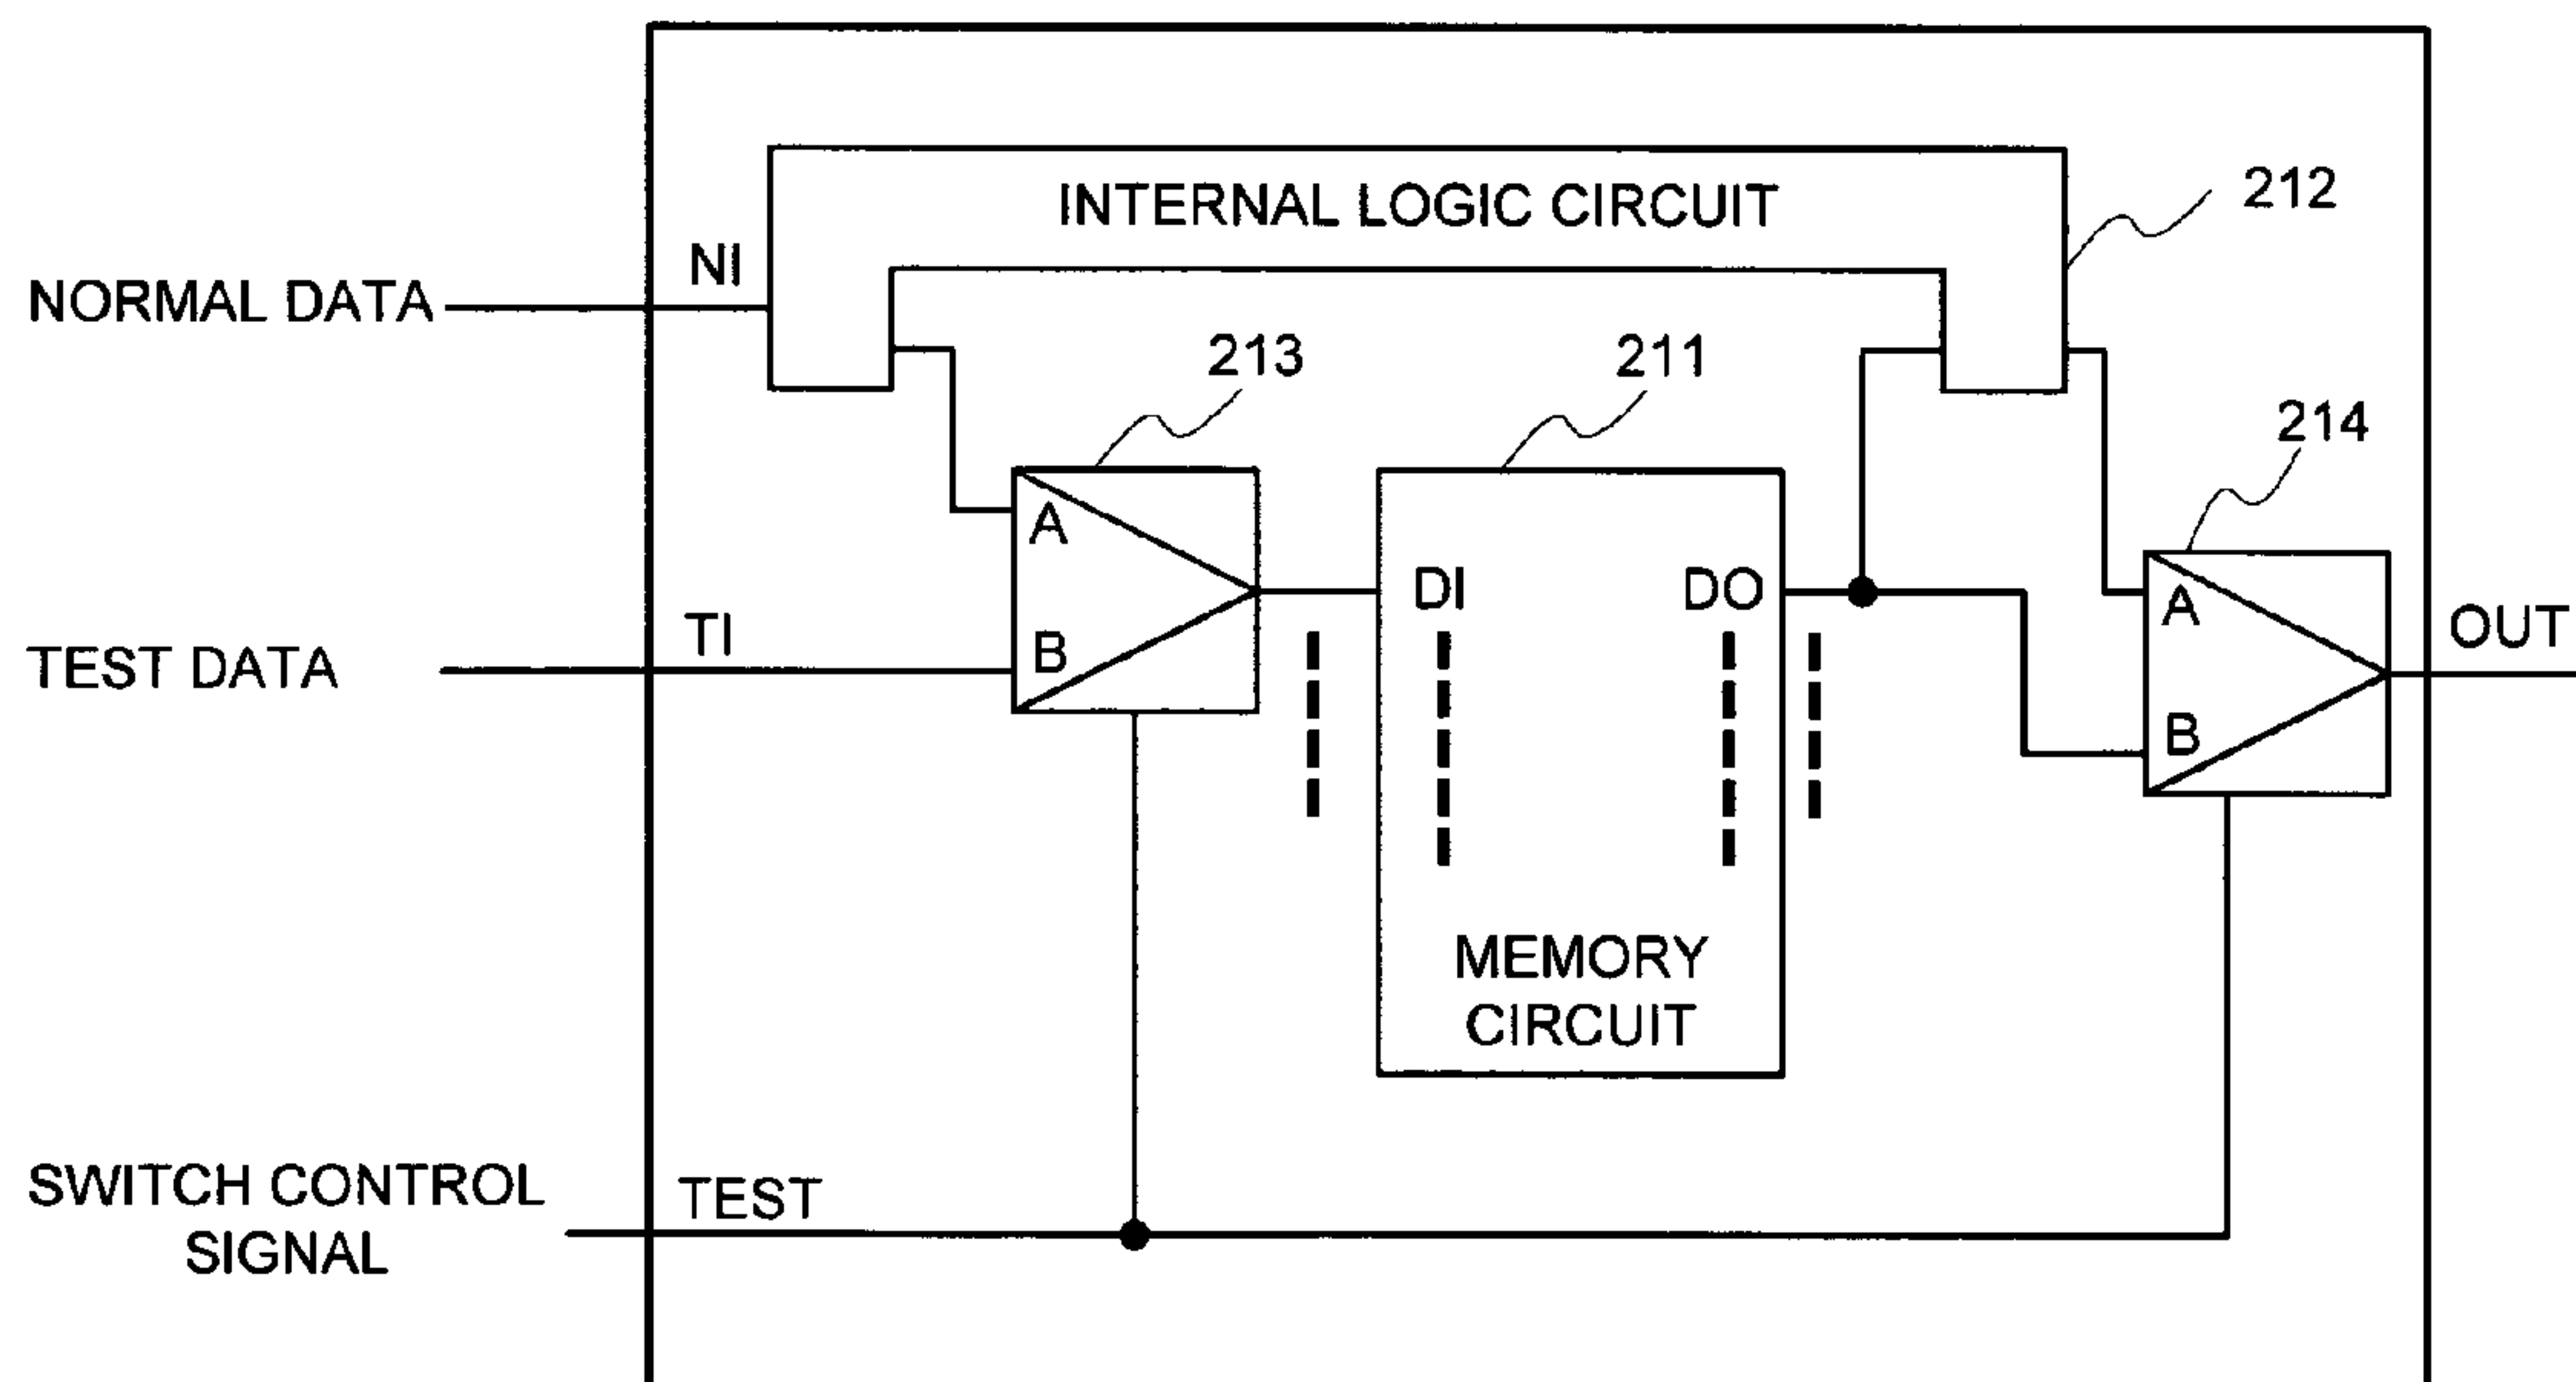 INTERNAL LOGIC CIRCUIT
212
NI
NORMAL DATA
213
211
214
A
DI
DO
A
OUT
TI
B
TEST DATA
B
MEMORY
CIRCUIT
SWITCH CONTROL
SIGNAL
TEST